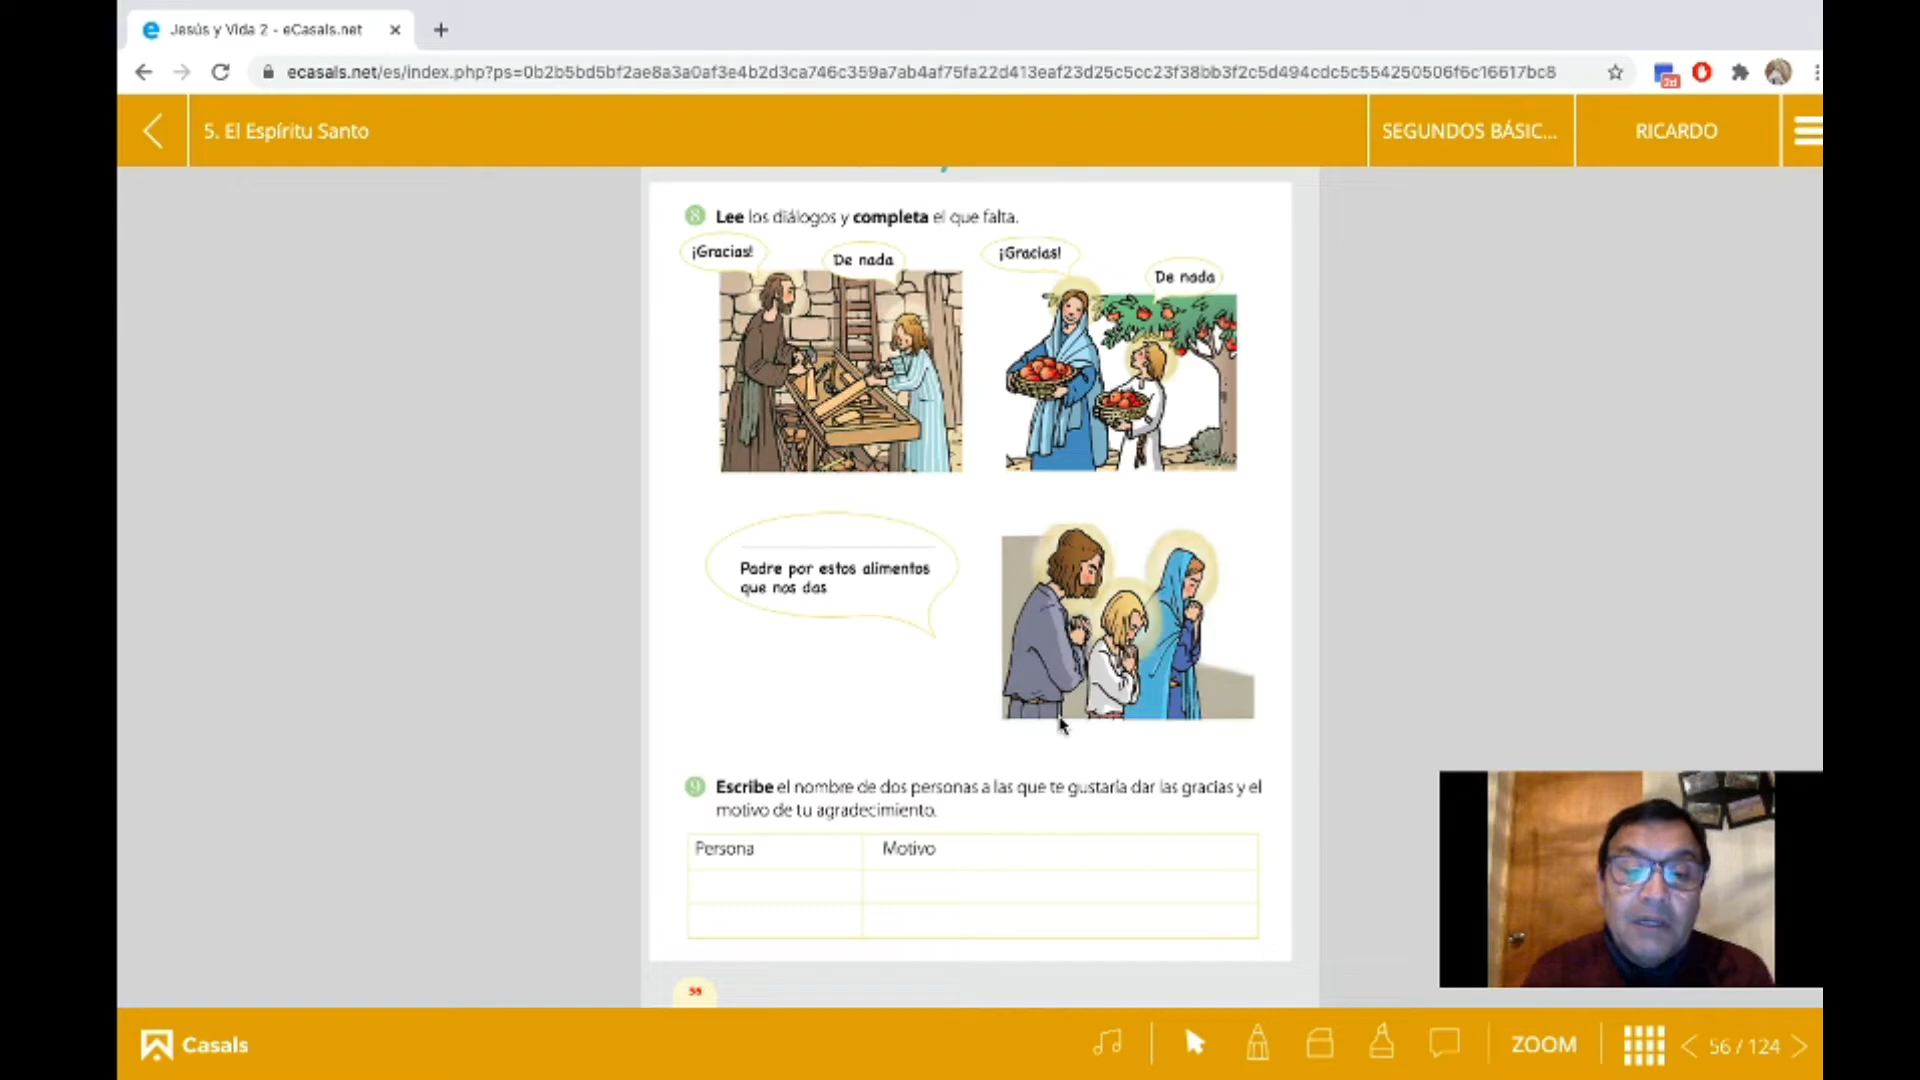 Jesús y Vida 2 - eCasals.net
ecasals.net/es/index.php?ps=0b2b5bd5bf2ae8a3a0af3e4b2d3ca746c359a7ab4af75fa22d413eaf23d25c5cc23f38bb3f2c5d494cdc5c554250506f6c16617bc8
5. El Espíritu Santo
SEGUNDOS BÁSIC...
RICARDO
8 Lee los diálogos y completa el que falta.
¡Gracias!
De nada
¡Gracias!
De nada
Padre por estos alimentos
que nos das
9 Escribe el nombre de dos personas a las que te gustaría dar las gracias y el
motivo de tu agradecimiento.
Persona Motivo
Casals
ZOOM
56 / 124